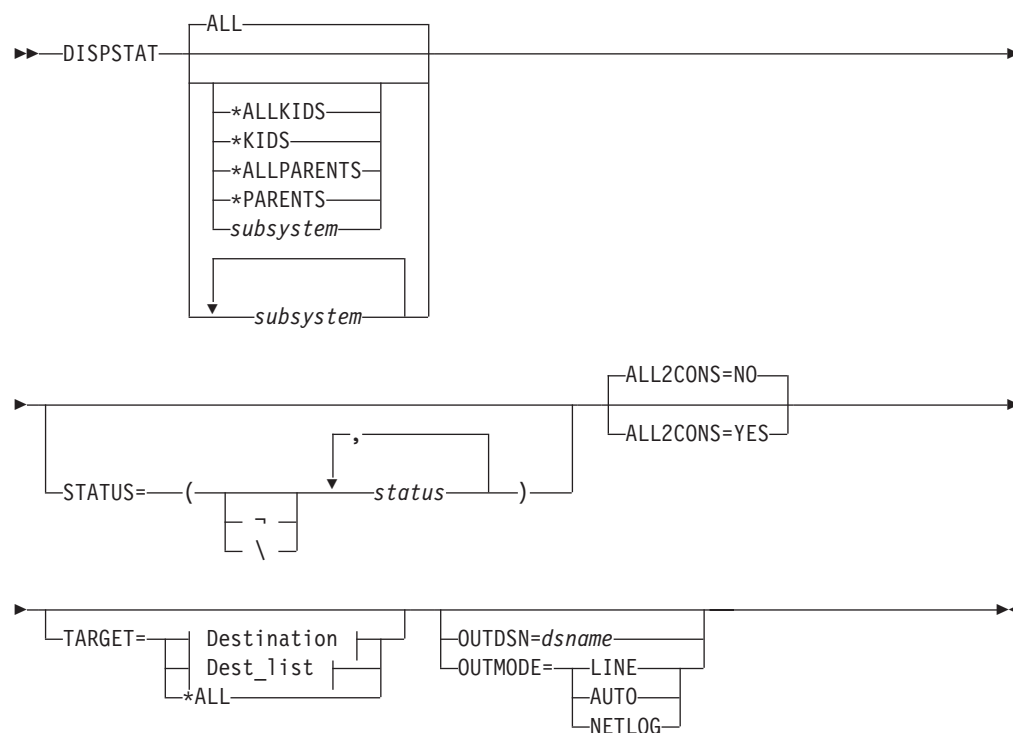 ALL
DISPSTAT
*ALLKIDS
*KIDS
*ALLPARENTS
*PARENTS
subsystem
subsystem
ALL2CONS=NO
ALL2CONS=YES
,
STATUS= ( status )
¬
\
TARGET= Destination OUTDSN=dsname
Dest_list OUTMODE= LINE
*ALL AUTO
NETLOG